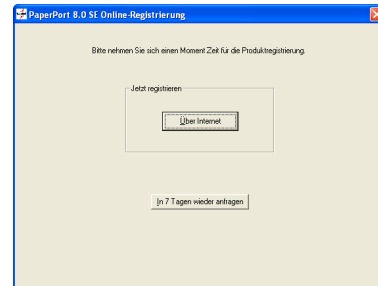 PaperPort 8.0 SE Online-Registrierung
Bitte nehmen Sie sich einen Moment Zeit für die Produktregistrierung.
Jetzt registrieren
Über Internet
In 7 Tagen wieder anfragen